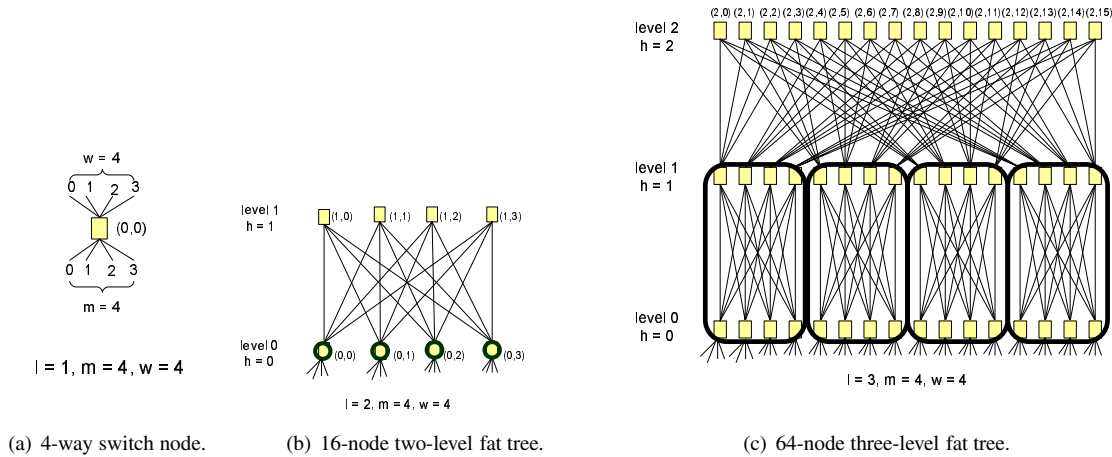 w = 4
0 1 2 3
(0,0)
0 1 2 3
m = 4
l = 1, m = 4, w = 4
(a) 4-way switch node.
level 1
h = 1
(1,0) (1,1) (1,2) (1,3)
level 0
h = 0
(0,0) (0,1) (0,2) (0,3)
l = 2, m = 4, w = 4
(b) 16-node two-level fat tree.
(2.0) (2,1) (2,2) (2,3) (2,4) (2,5) (2,6) (2,7) (2,8) (2,9) (2,10) (2,11) (2,12) (2,13) (2,14) (2,15)
level 2
h = 2
level 1
h = 1
level 0
h = 0
l = 3, m = 4, w = 4
(c) 64-node three-level fat tree.